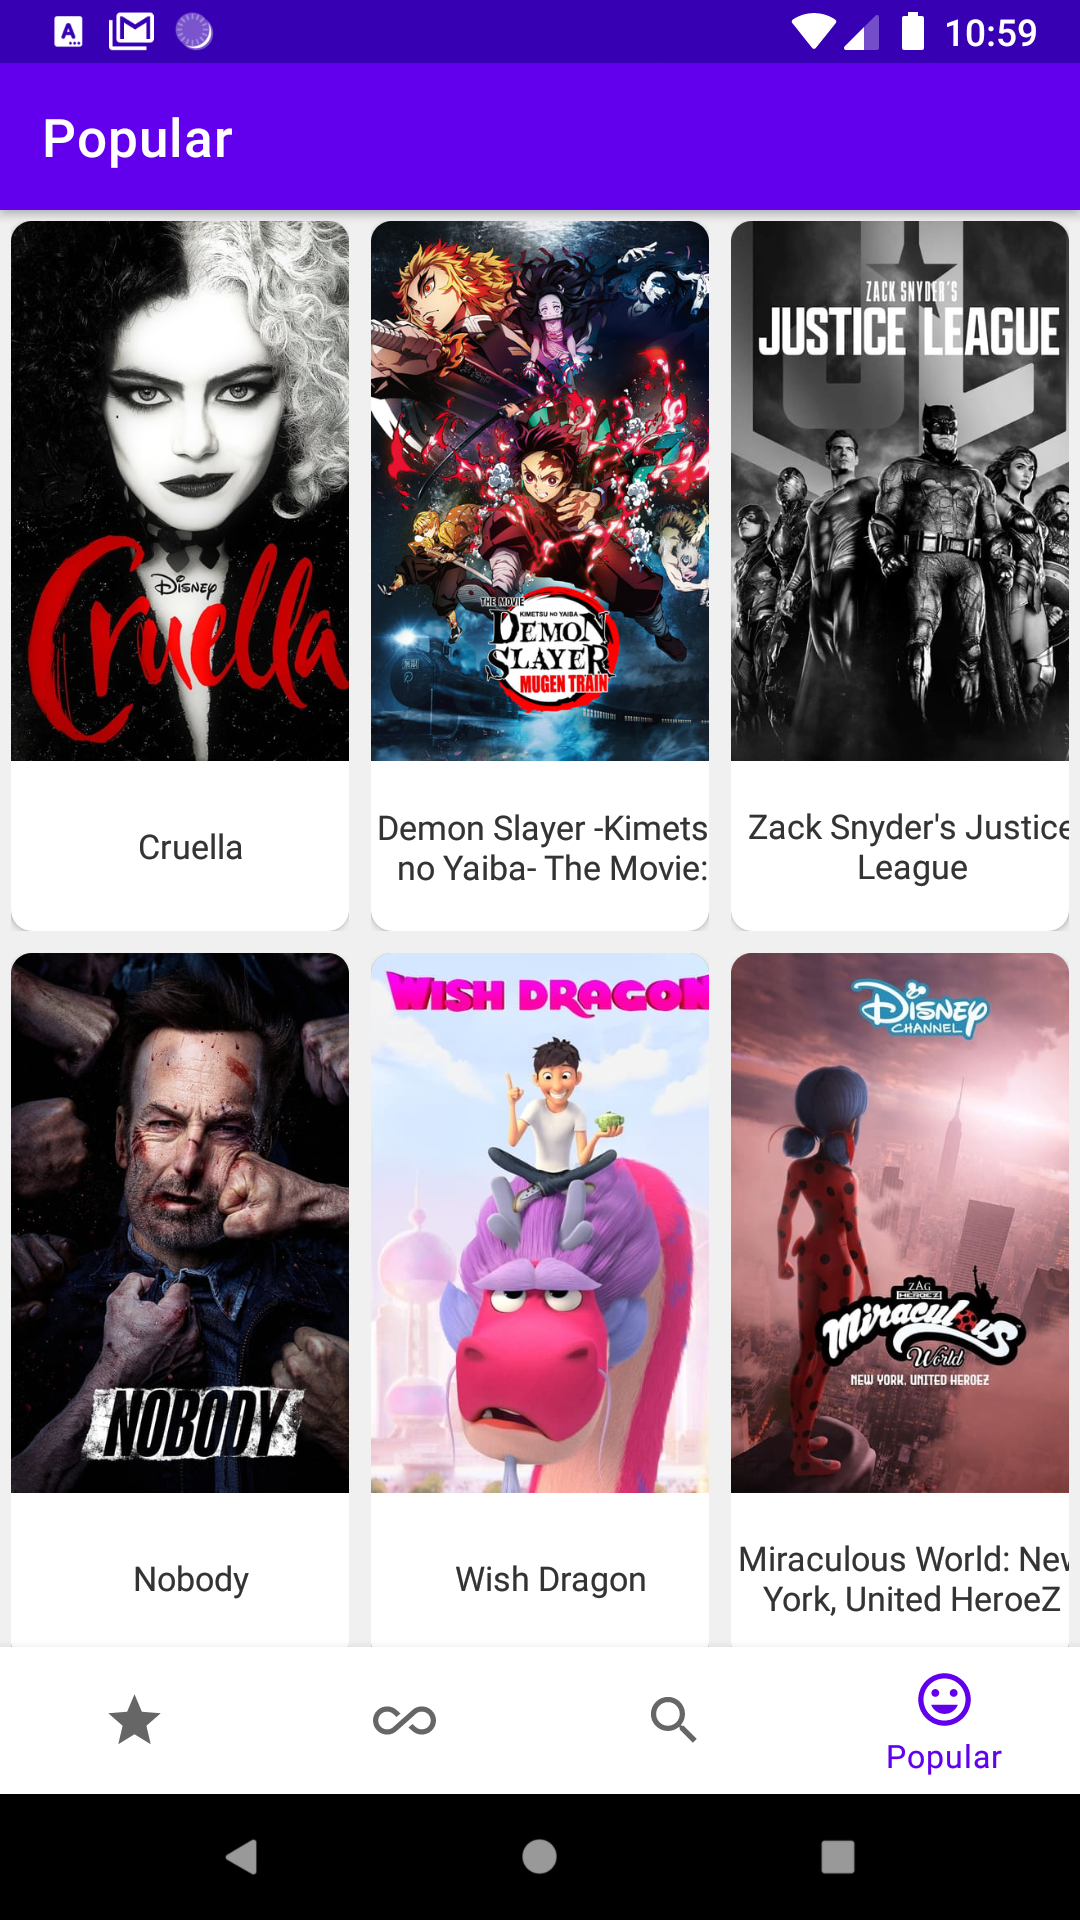 10:59
Popular
Disney
Cruella
THE MOVIE
KIMETSU NO YAIBA
DEMON
SLAYER
MUGEN TRAIN
ZACK SNYDER'S
JUSTICE LEAGUE
Cruella
Demon Slayer -Kimets
no Yaiba- The Movie:
Zack Snyder's Justice
League
NOBODY
WISH DRAGON
Disney
CHANNEL
ZAG
HEROEZ
Miraculous
World
NEW YORK, UNITED HEROEZ
Nobody
Wish Dragon
Miraculous World: New
York, United HeroeZ
Popular